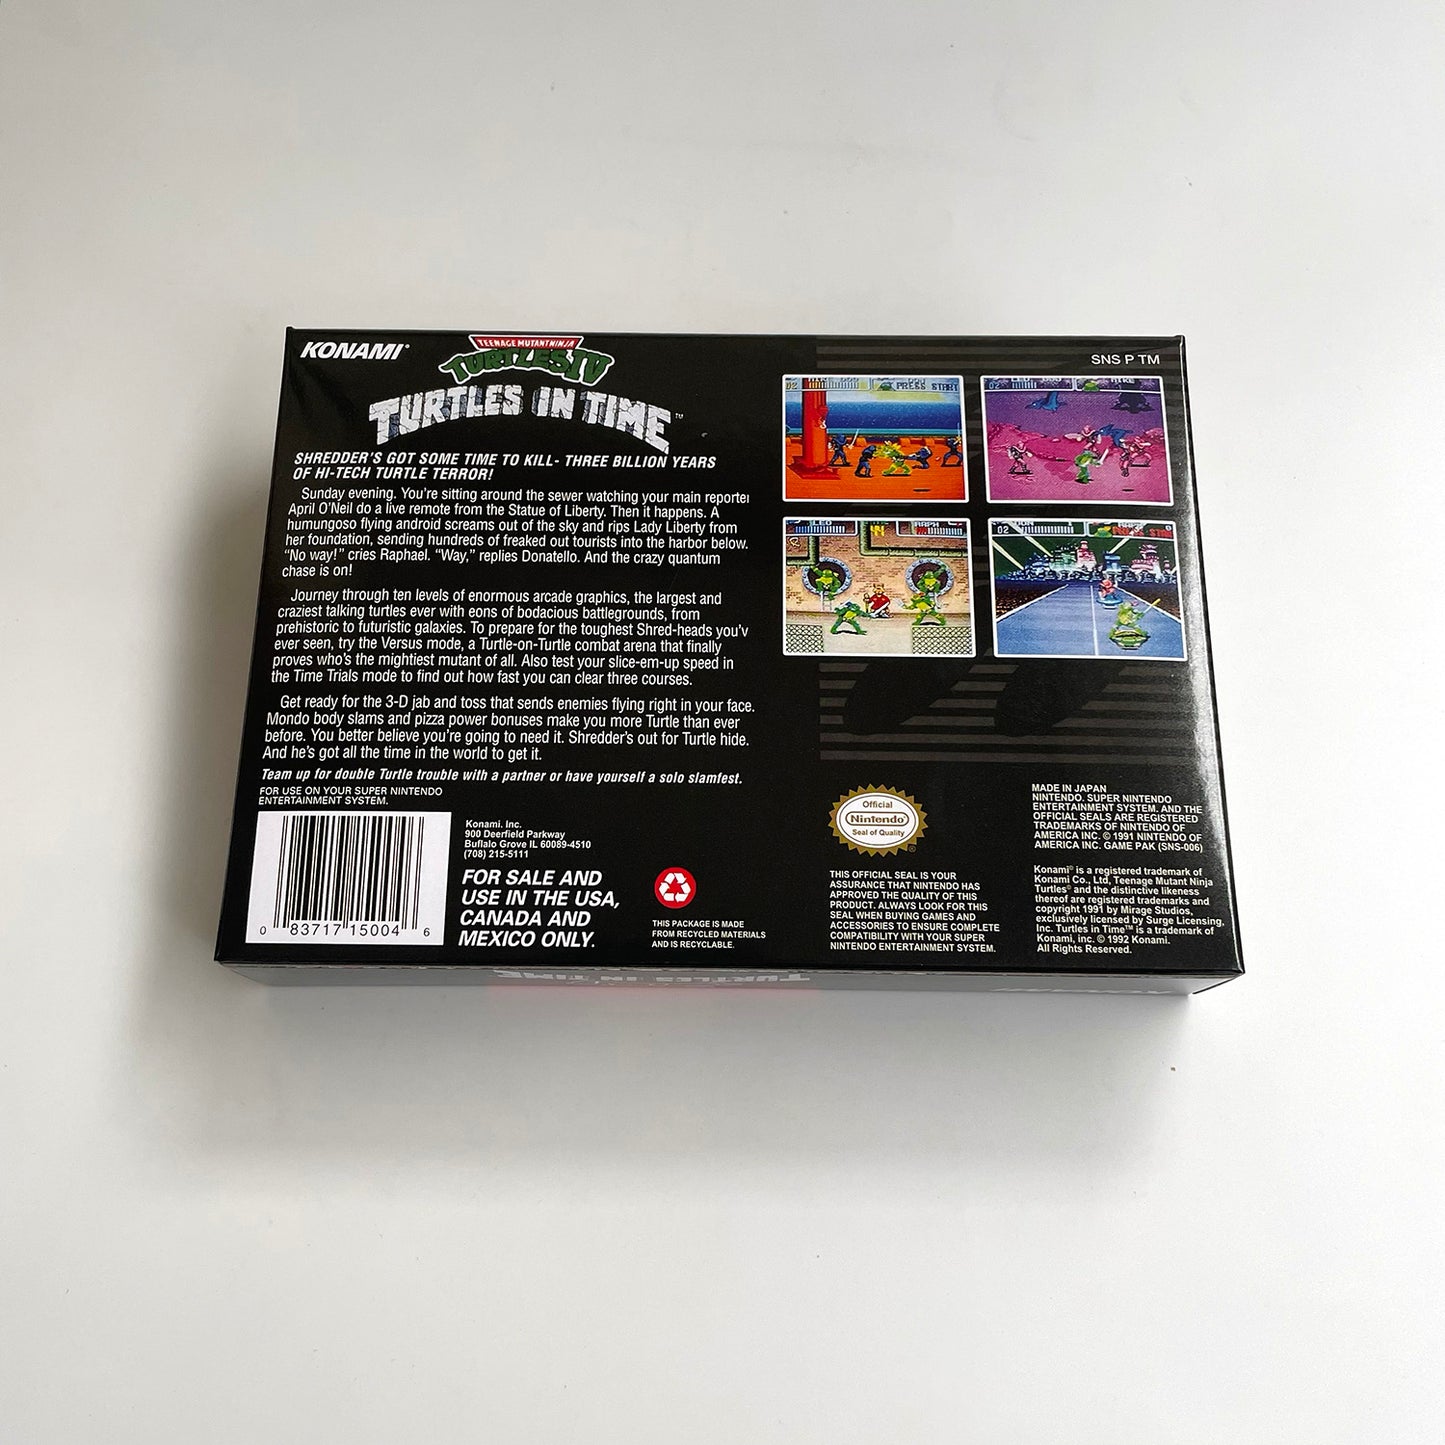 KONAMI®
TEENAGE MUTANT NINJA
TURTLES IV
TURTLES IN TIME™
SHREDDER'S GOT SOME TIME TO KILL- THREE BILLION YEARS
OF HI-TECH TURTLE TERROR!
Sunday evening. You're sitting around the sewer watching your main reporter
April O'Neil do a live remote from the Statue of Liberty. Then it happens. A
humungoso flying android screams out of the sky and rips Lady Liberty from
her foundation, sending hundreds of freaked out tourists into the harbor below.
“No way!” cries Raphael. “Way,” replies Donatello. And the crazy quantum
chase is on!
Journey through ten levels of enormous arcade graphics, the largest and
craziest talking turtles ever with eons of bodacious battlegrounds, from
prehistoric to futuristic galaxies. To prepare for the toughest Shred-heads you'v
ever seen, try the Versus mode, a Turtle-on-Turtle combat arena that finally
proves who's the mightiest mutant of all. Also test your slice-em-up speed in
the Time Trials mode to find out how fast you can clear three courses.
Get ready for the 3-D jab and toss that sends enemies flying right in your face.
Mondo body slams and pizza power bonuses make you more Turtle than ever
before. You better believe you're going to need it. Shredder's out for Turtle hide.
And he's got all the time in the world to get it.
Team up for double Turtle trouble with a partner or have yourself a solo slamfest.
FOR USE ON YOUR SUPER NINTENDO
ENTERTAINMENT SYSTEM.
0 83717 15004 6
Konami. Inc.
900 Deerfield Parkway
Buflalo Grove IL 60089-4510
(708) 215-5111
FOR SALE AND
USE IN THE USA,
CANADA AND
MEXICO ONLY.
THIS PACKAGE IS MADE
FROM RECYCLED MATERIALS
AND IS RECYCLABLE.
SNS P TM
02
PRESS START
02
LEO
RAPH
02
Official
Nintendo®
Seal of Quality
THIS OFFICIAL SEAL IS YOUR
ASSURANCE THAT NINTENDO HAS
APPROVED THE QUALITY OF THIS
PRODUCT. ALWAYS LOOK FOR THIS
SEAL WHEN BUYING GAMES AND
ACCESSORIES TO ENSURE COMPLETE
COMPATIBILITY WITH YOUR SUPER
NINTENDO ENTERTAINMENT SYSTEM.
MADE IN JAPAN
NINTENDO. SUPER NINTENDO
ENTERTAINMENT SYSTEM. AND THE
OFFICIAL SEALS ARE REGISTERED
TRADEMARKS OF NINTENDO OF
AMERICA INC. © 1991 NINTENDO OF
AMERICA INC. GAME PAK (SNS-006)
Konami® is a registered trademark of
Konami Co., Ltd, Teenage Mutant Ninja
Turtles® and the distinctive likeness
thereof are registered trademarks and
copyright 1991 by Mirage Studios,
exclusively licensed by Surge Licensing,
Inc. Turtles in Time™ is a trademark of
Konami, inc. © 1992 Konami.
All Rights Reserved.
TURTLES IN TIME